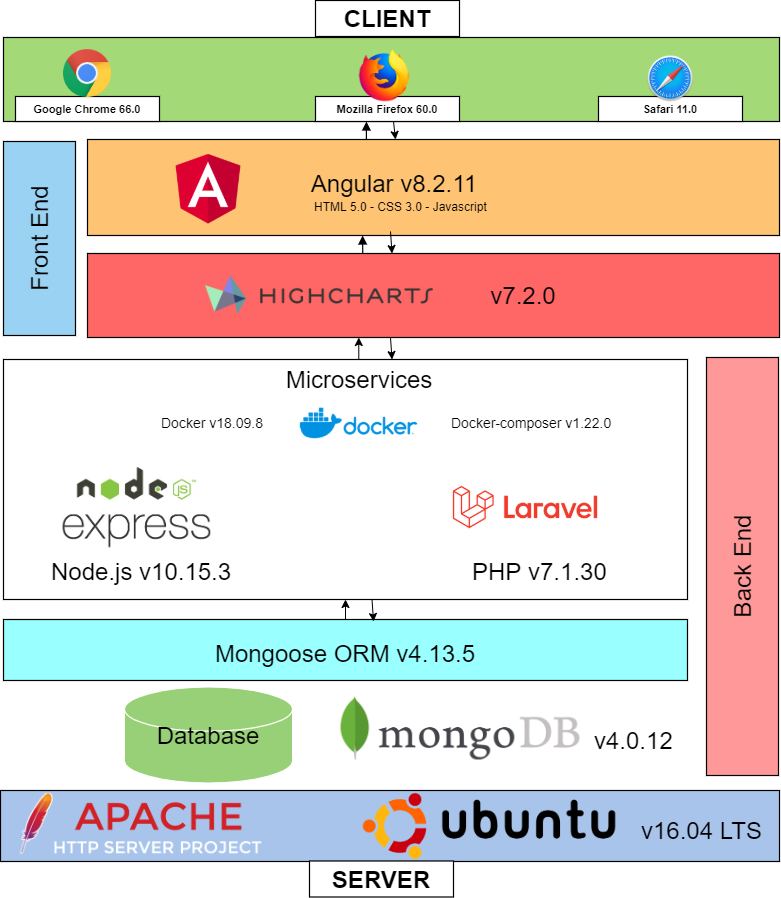 CLIENT
Google Chrome 66.0
Mozilla Firefox 60.0
Safari 11.0
Front End
Angular v8.2.11
HTML 5.0 - CSS 3.0 - Javascript
HIGHCHARTS v7.2.0
Microservices
Docker v18.09.8
docker
Docker-composer v1.22.0
node JS™
express
Node.js v10.15.3
Laravel
PHP v7.1.30
Back End
Mongoose ORM v4.13.5
Database
mongoDB v4.0.12
APACHE
HTTP SERVER PROJECT
ubuntu v16.04 LTS
SERVER